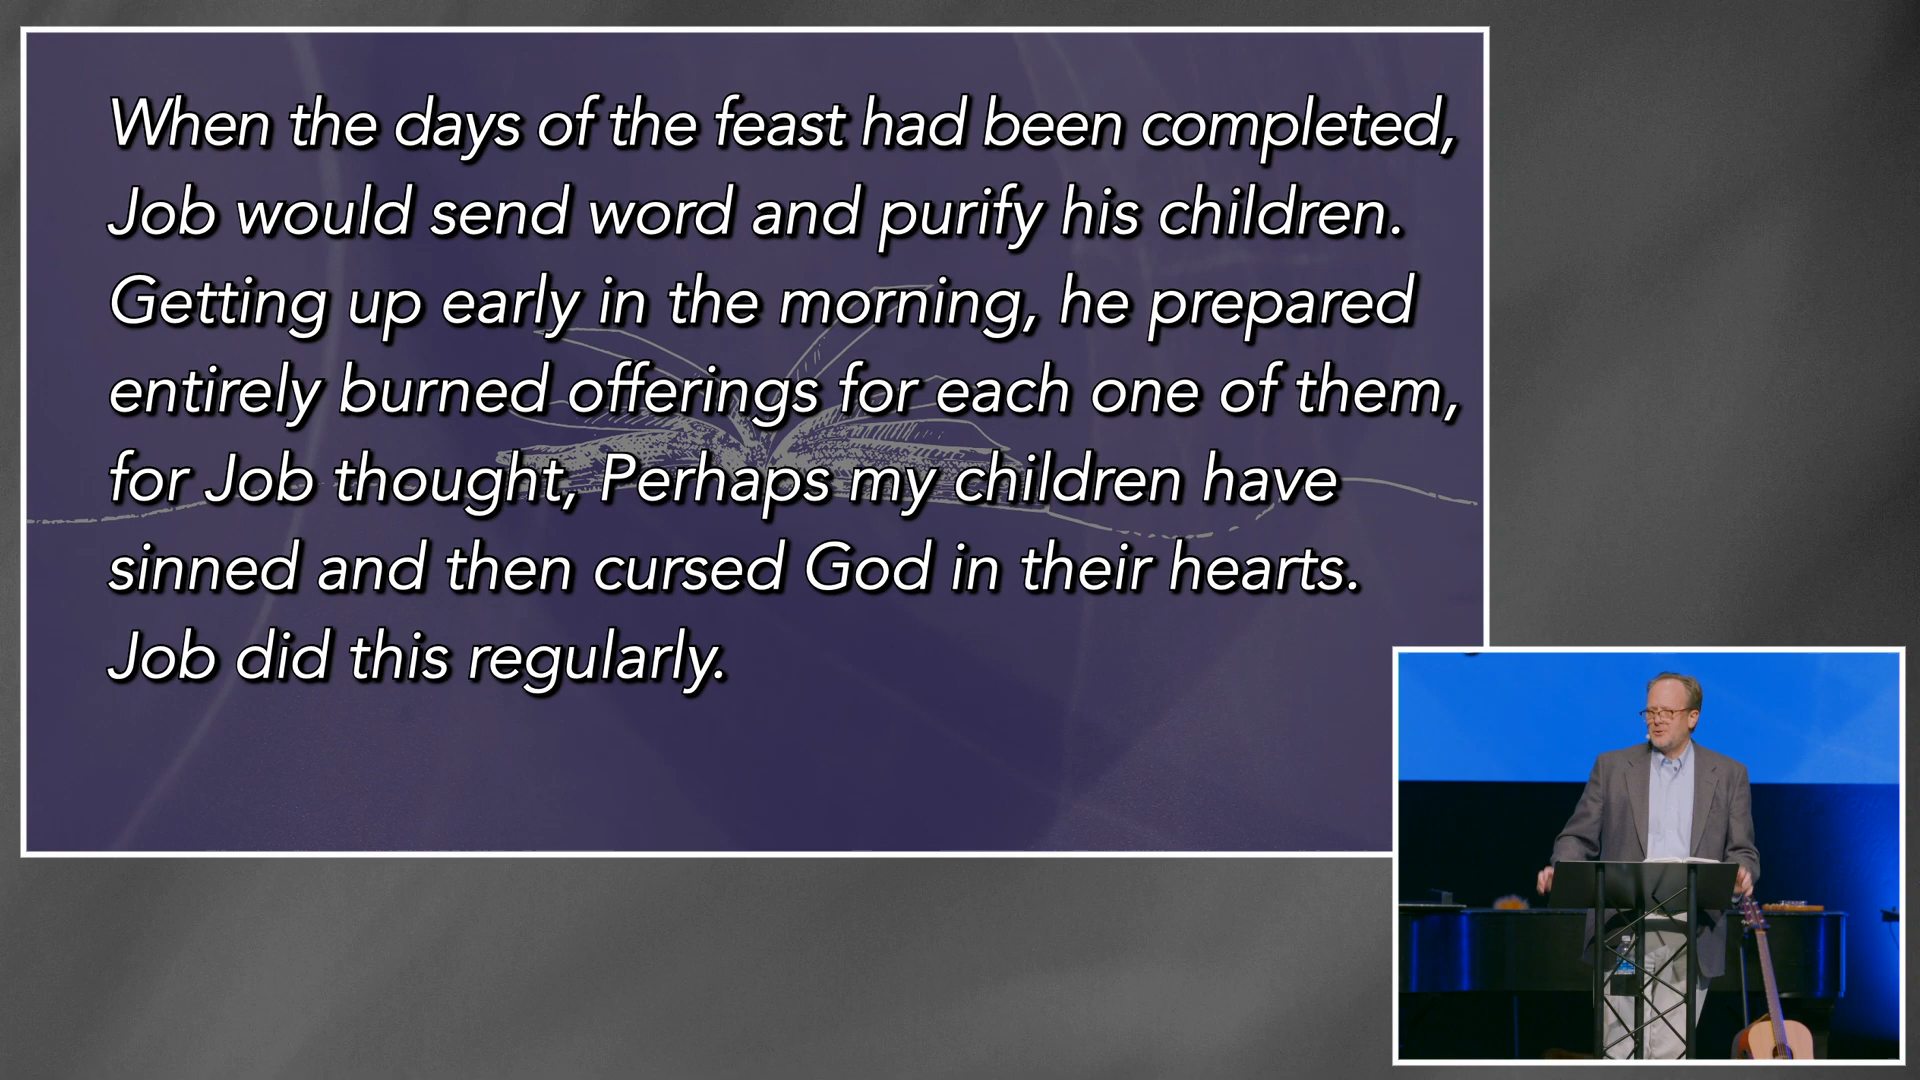 When the days of the feast had been completed,
Job would send word and purify his children.
Getting up early in the morning, he prepared
entirely burned offerings for each one of them,
for Job thought, Perhaps my children have
sinned and then cursed God in their hearts.
Job did this regularly.